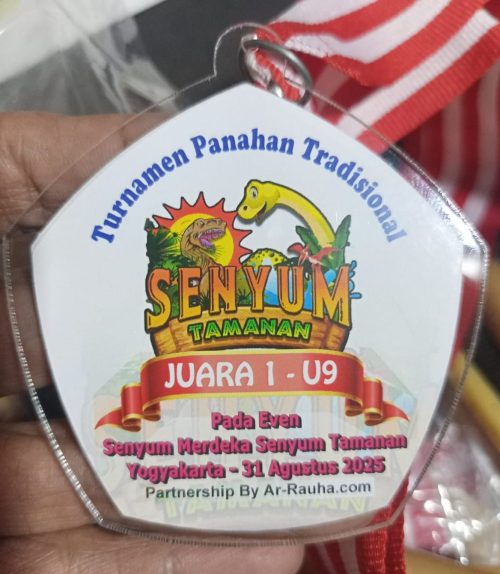 Turnamen Panahan Tradisional
SENYUM
TAMANAN
JUARA 1 - U9
Pada Even
Senyum Merdeka Senyum Tamanan
Yogyakarta - 31 Agustus 2025
Partnership By Ar-Rauha.com
TAMANAN